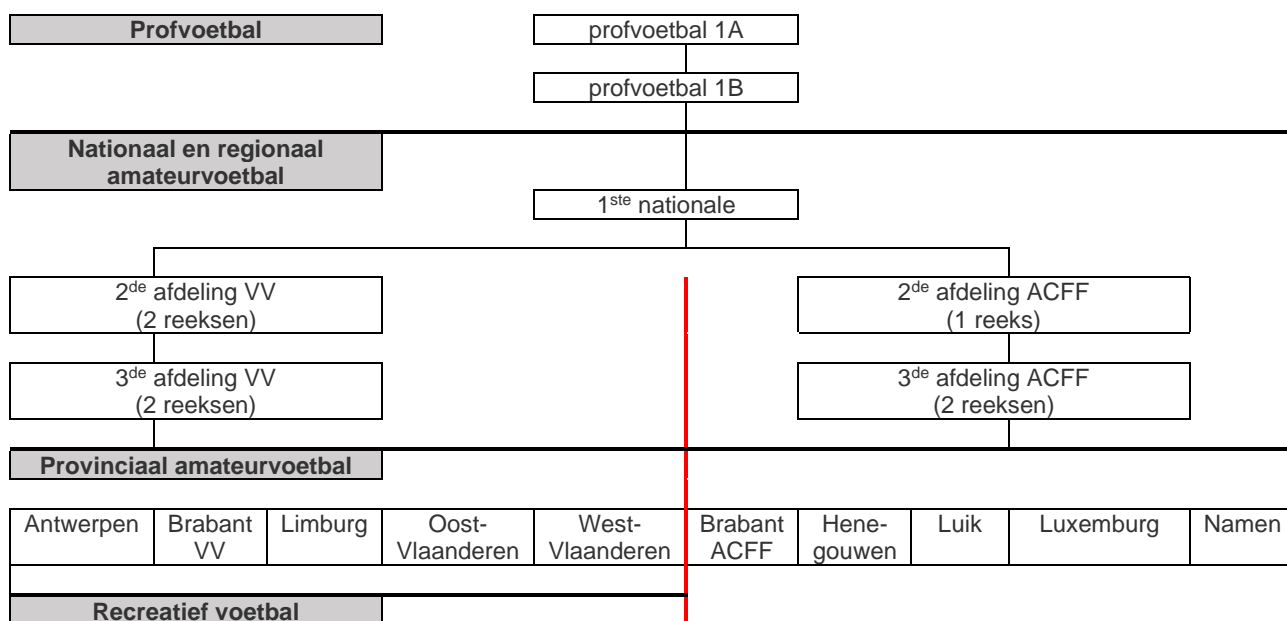 Profvoetbal profvoetbal 1A
profvoetbal 1B
Nationaal en regionaal
amateurvoetbal
1ste nationale
2de afdeling VV 2de afdeling ACFF
(2 reeksen) (1 reeks)
3de afdeling VV 3de afdeling ACFF
(2 reeksen) (2 reeksen)
Provinciaal amateurvoetbal
Antwerpen Brabant Limburg Oost- West- Brabant Hene- Luik Luxemburg Namen
VV Vlaanderen Vlaanderen ACFF gouwen
Recreatief voetbal